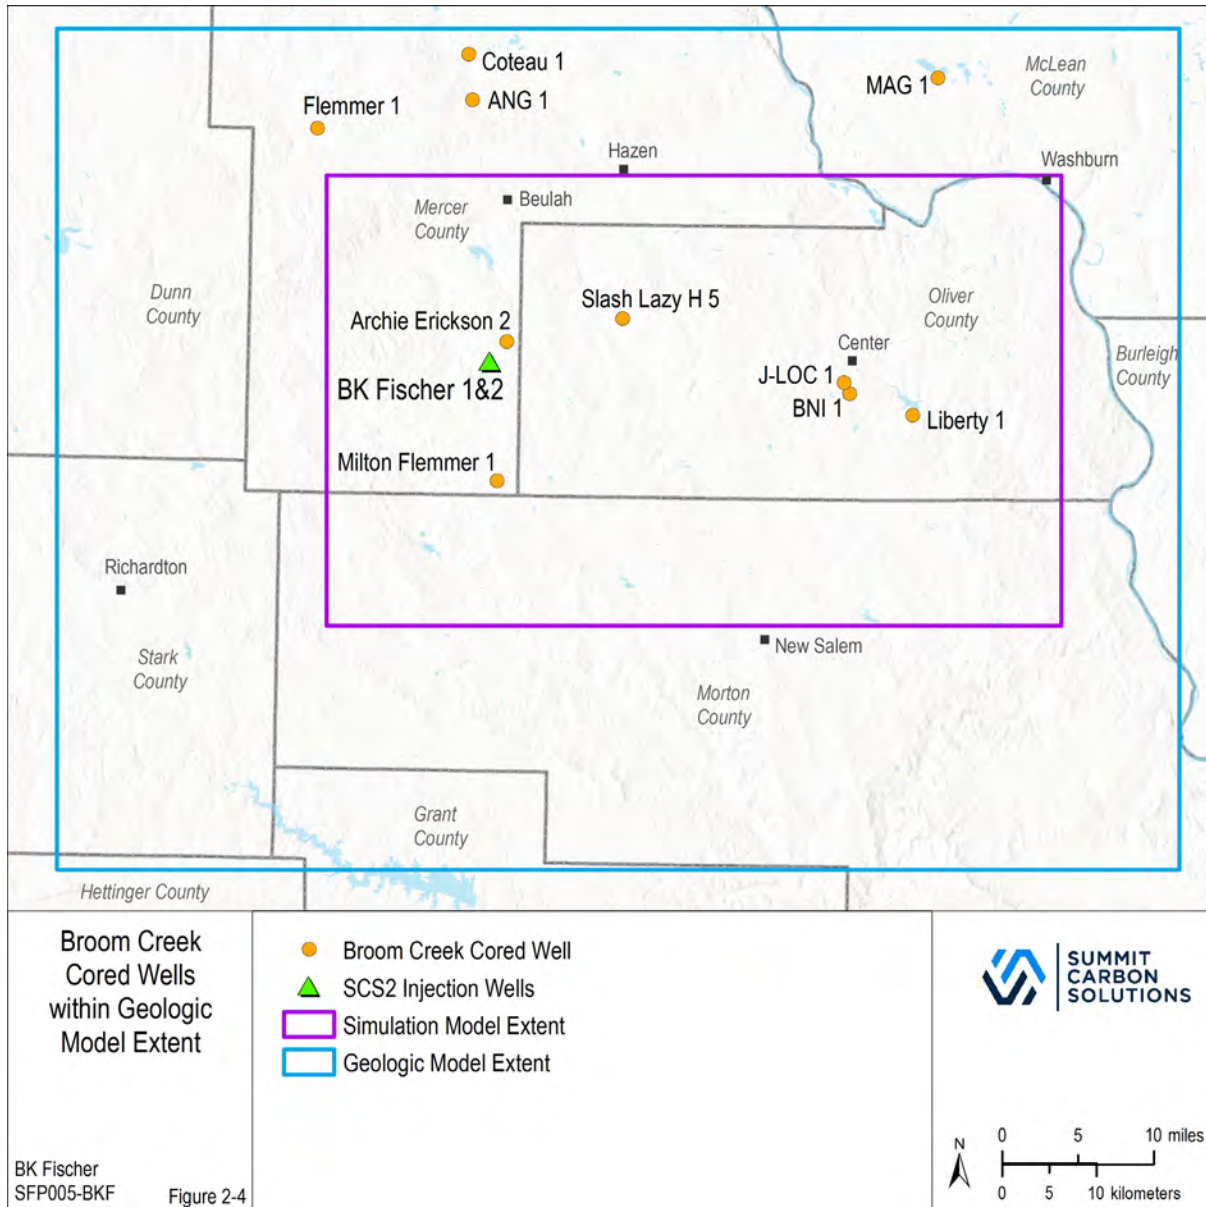 Coteau 1
ANG 1
Flemmer 1
MAG 1
McLean
County
Hazen
Washburn
Beulah
Mercer
County
Dunn
County
Slash Lazy H 5
Oliver
County
Archie Erickson 2
Center
Burleigh
County
BK Fischer 1&2
J-LOC 1
BNI 1
Liberty 1
Milton Flemmer 1
Richardton
New Salem
Stark
County
Morton
County
Grant
County
Hettinger County
Broom Creek
Cored Wells
within Geologic
Model Extent
BK Fischer
SFP005-BKF
Figure 2-4
Broom Creek Cored Well
SCS2 Injection Wells
Simulation Model Extent
Geologic Model Extent
SUMMIT
CARBON
SOLUTIONS
N
0 5 10 miles
0 5 10 kilometers